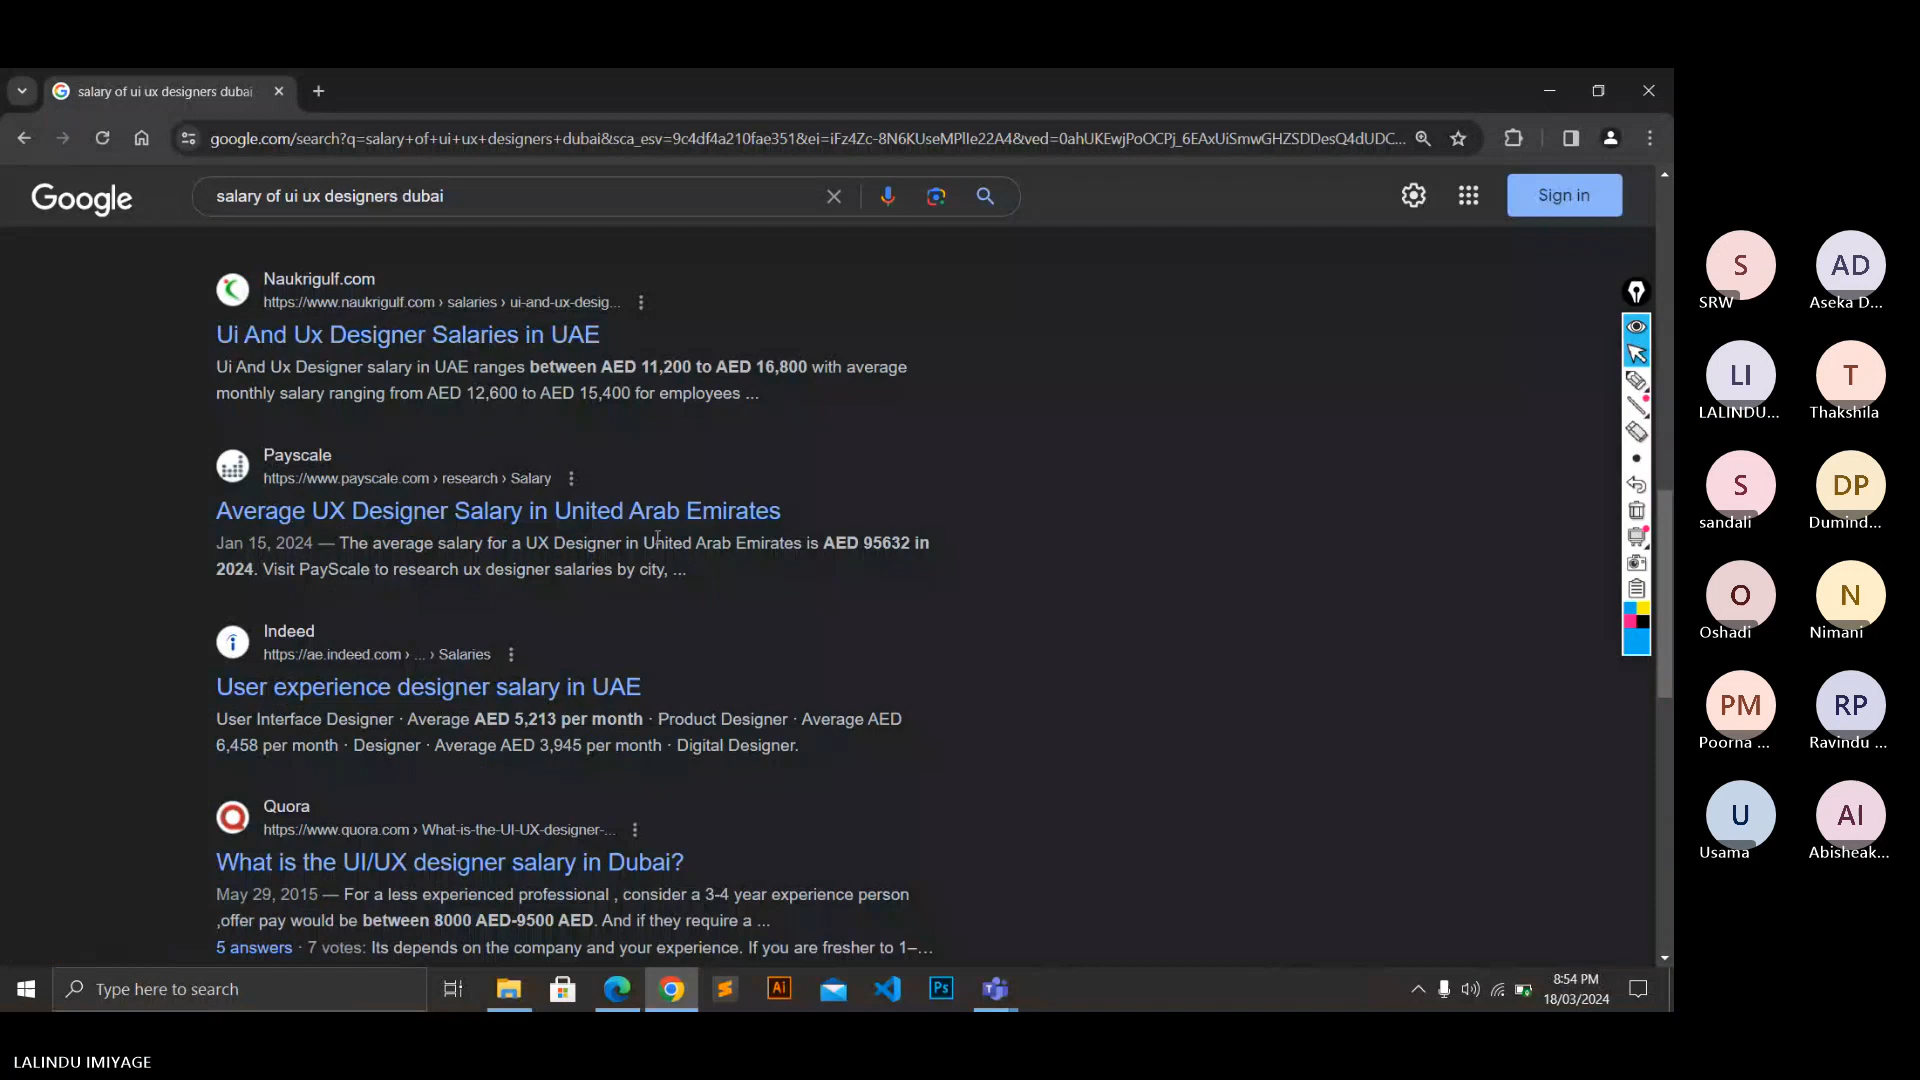 salary of ui ux designers dubai
google.com/search?q=salary+of+ui+ux+designers+dubai&sca_esv=9c4df4a210fae351&ei=iFz4Zc-8N6KUseMPlIe22A4&ved=0ahUKEwjPoOCPj_6EAxUiSmwGHZSDDesQ4dUDC...
Google
salary of ui ux designers dubai
Sign in
Naukrigulf.com
https://www.naukrigulf.com › salaries › ui-and-ux-desig...
Ui And Ux Designer Salaries in UAE
Ui And Ux Designer salary in UAE ranges between AED 11,200 to AED 16,800 with average
monthly salary ranging from AED 12,600 to AED 15,400 for employees ...
Payscale
https://www.payscale.com › research › Salary
Average UX Designer Salary in United Arab Emirates
Jan 15, 2024 — The average salary for a UX Designer in United Arab Emirates is AED 95632 in
2024. Visit PayScale to research ux designer salaries by city, ...
Indeed
https://ae.indeed.com › ... › Salaries
User experience designer salary in UAE
User Interface Designer · Average AED 5,213 per month · Product Designer · Average AED
6,458 per month · Designer · Average AED 3,945 per month · Digital Designer.
Quora
https://www.quora.com › What-is-the-UI-UX-designer-...
What is the UI/UX designer salary in Dubai?
May 29, 2015 — For a less experienced professional , consider a 3-4 year experience person
,offer pay would be between 8000 AED-9500 AED. And if they require a ...
5 answers · 7 votes: Its depends on the company and your experience. If you are fresher to 1–...
Type here to search
Ai
Ps
8:54 PM
18/03/2024
S
SRW
AD
Aseka D...
LI
LALINDU...
T
Thakshila
S
sandali
DP
Dumind...
O
Oshadi
N
Nimani
PM
Poorna ...
RP
Ravindu ...
U
Usama
AI
Abisheak...
LALINDU IMIYAGE